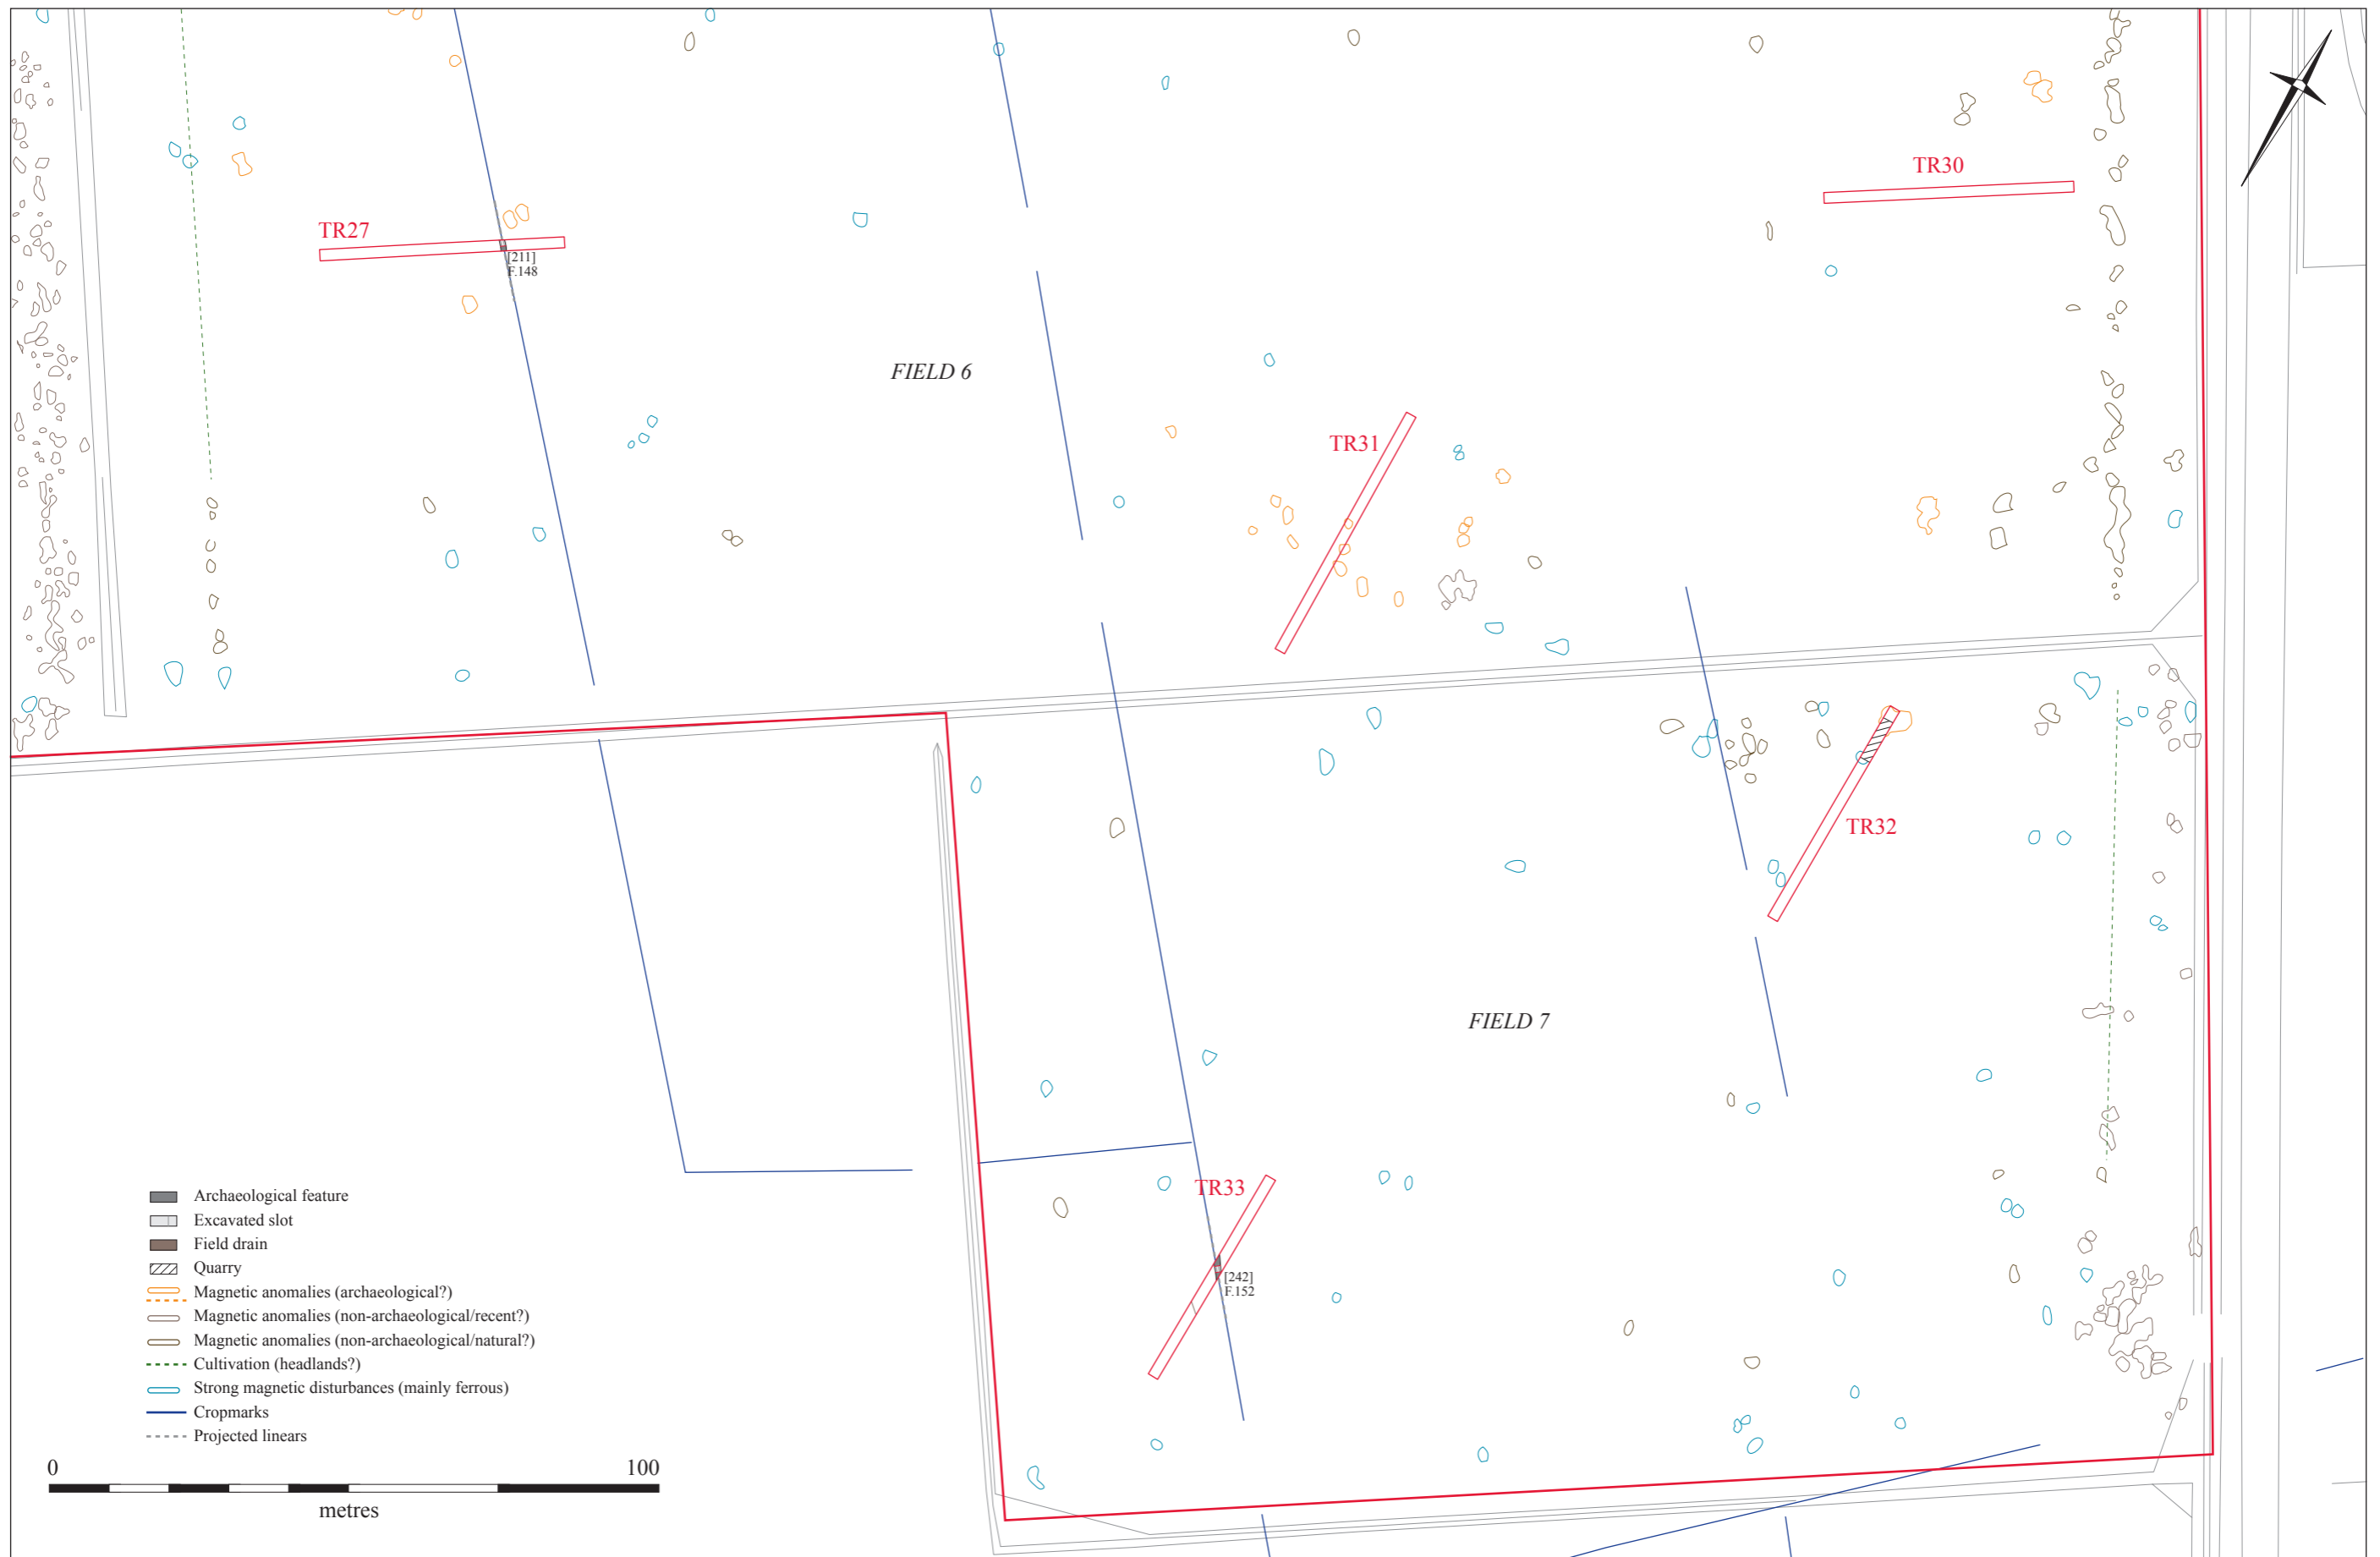 TR30
TR27
[211]
F.148
FIELD 6
TR31
TR32
FIELD 7
TR33
[242]
F.152
Archaeological feature
Excavated slot
Field drain
Quarry
Magnetic anomalies (archaeological?)
Magnetic anomalies (non-archaeological/recent?)
Magnetic anomalies (non-archaeological/natural?)
Cultivation (headlands?)
Strong magnetic disturbances (mainly ferrous)
Cropmarks
Projected linears
0 100
metres